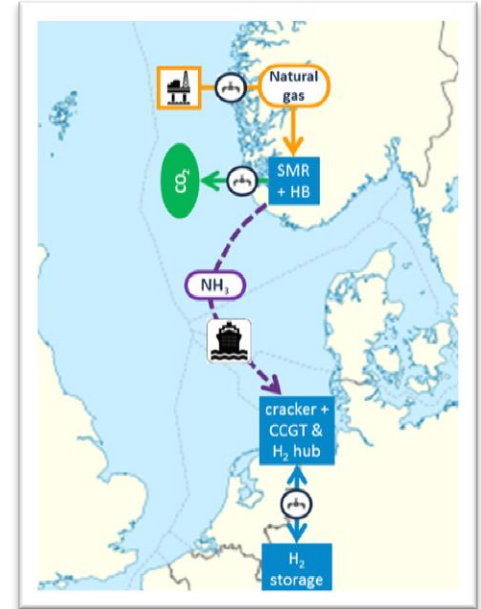 Natural
gas
SMR
+ HB
CO₂
NH₃
cracker +
CCGT &
H₂ hub
H₂
storage